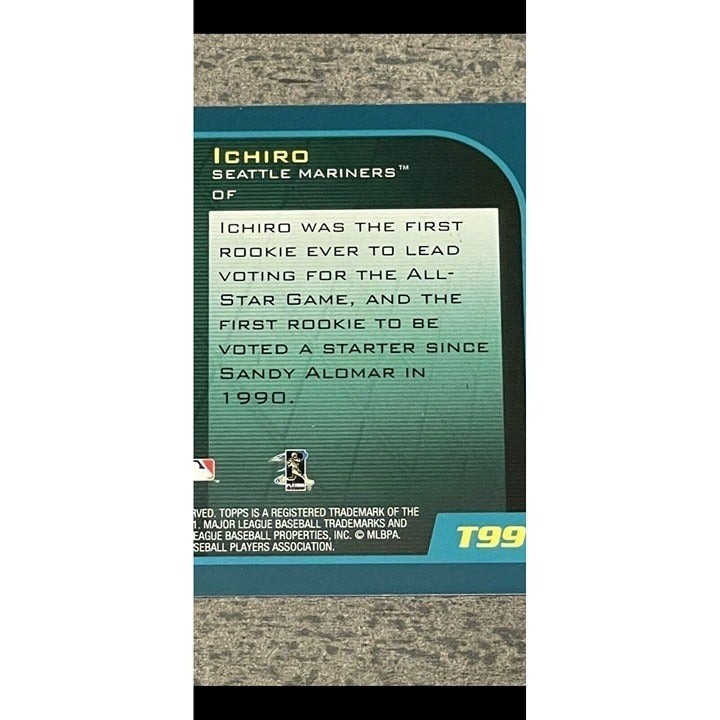 ICHIRO
SEATTLE MARINERS™
OF
ICHIRO WAS THE FIRST
ROOKIE EVER TO LEAD
VOTING FOR THE ALL-
STAR GAME, AND THE
FIRST ROOKIE TO BE
VOTED A STARTER SINCE
SANDY ALOMAR IN
1990.
RVED. TOPPS IS A REGISTERED TRADEMARK OF THE
1. MAJOR LEAGUE BASEBALL TRADEMARKS AND
EAGUE BASEBALL PROPERTIES, INC. © MLBPA.
SEBALL PLAYERS ASSOCIATION.
T99